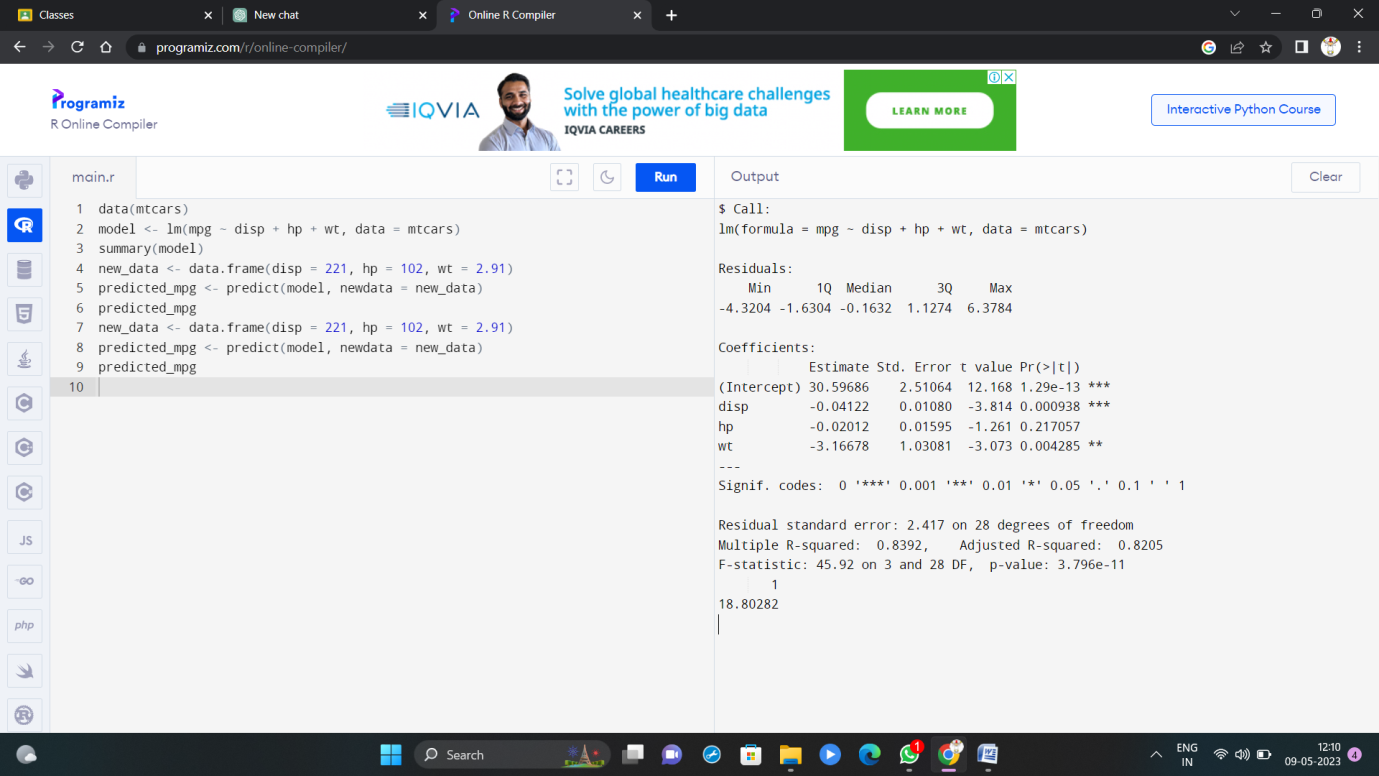 Classes
New chat
Online R Compiler
programiz.com/r/online-compiler/
Programiz
R Online Compiler
IQVIA
Solve global healthcare challenges
with the power of big data
IQVIA CAREERS
LEARN MORE
Interactive Python Course
main.r
Run
Output
Clear
1 data(mtcars)
2 model <- lm(mpg ~ disp + hp + wt, data = mtcars)
3 summary(model)
4 new_data <- data.frame(disp = 221, hp = 102, wt = 2.91)
5 predicted_mpg <- predict(model, newdata = new_data)
6 predicted_mpg
7 new_data <- data.frame(disp = 221, hp = 102, wt = 2.91)
8 predicted_mpg <- predict(model, newdata = new_data)
9 predicted_mpg
10
$ Call:
lm(formula = mpg ~ disp + hp + wt, data = mtcars)
Residuals:
    Min      1Q  Median      3Q     Max
-4.3204 -1.6304 -0.1632  1.1274  6.3784
Coefficients:
            Estimate Std. Error t value Pr(>|t|)
(Intercept) 30.59686    2.51064  12.168 1.29e-13 ***
disp        -0.04122    0.01080  -3.814 0.000938 ***
hp          -0.02012    0.01595  -1.261 0.217057
wt          -3.16678    1.03081  -3.073 0.004285 **
---
Signif. codes:  0 '***' 0.001 '**' 0.01 '*' 0.05 '.' 0.1 ' ' 1
Residual standard error: 2.417 on 28 degrees of freedom
Multiple R-squared:  0.8392,    Adjusted R-squared:  0.8205
F-statistic: 45.92 on 3 and 28 DF,  p-value: 3.796e-11
       1
18.80282
JS
GO
php
Search
1
ENG
IN
12:10
09-05-2023
4